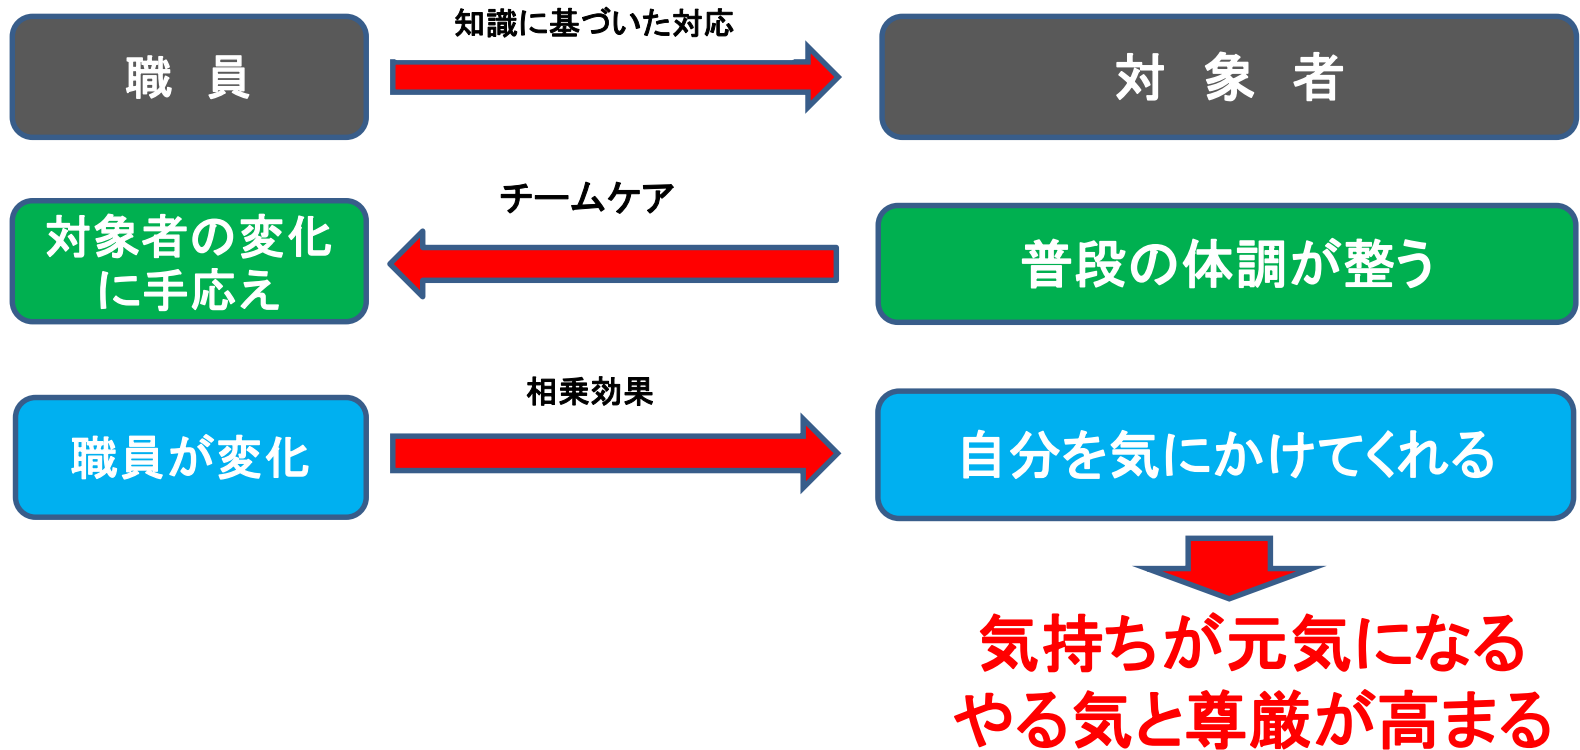 知識に基づいた対応
職　員
対　象　者
チームケア
対象者の変化
に手応え
普段の体調が整う
相乗効果
職員が変化
自分を気にかけてくれる
気持ちが元気になる
やる気と尊厳が高まる